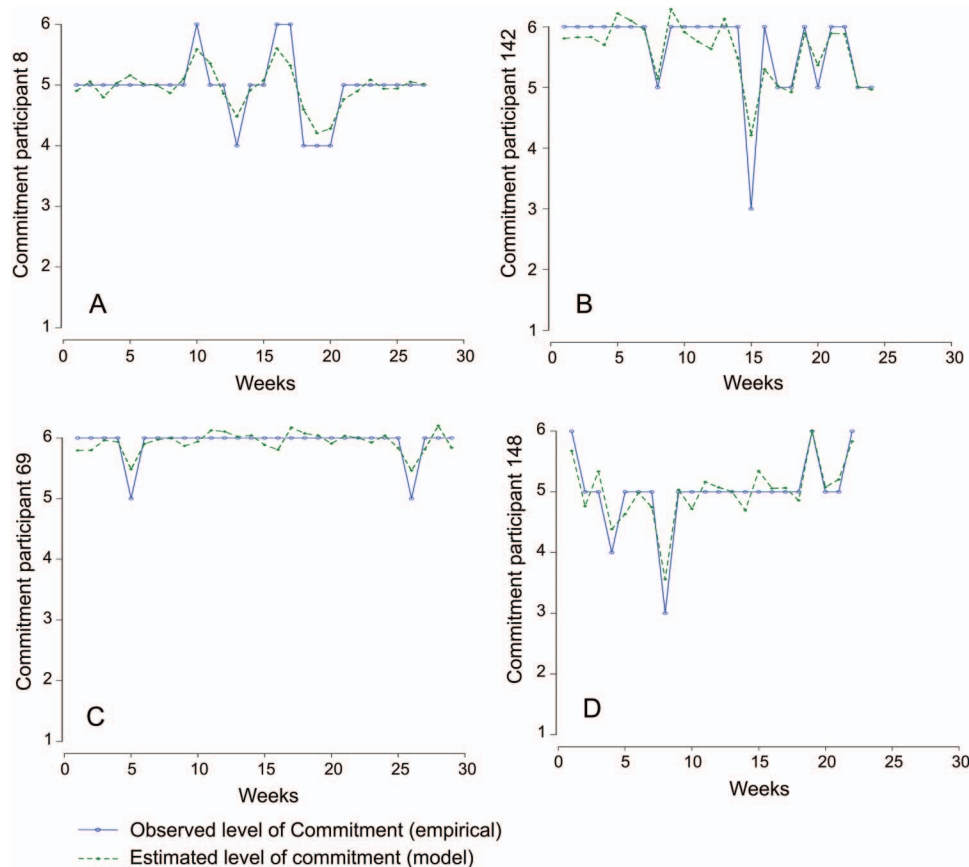 Commitment participant 8
6
5
4
3
2
1
A
0 5 10 15 20 25 30
Weeks
Commitment participant 142
6
5
4
3
2
1
B
0 5 10 15 20 25 30
Weeks
Commitment participant 69
6
5
4
3
2
1
C
0 5 10 15 20 25 30
Weeks
Commitment participant 148
6
5
4
3
2
1
D
0 5 10 15 20 25 30
Weeks
Observed level of Commitment (empirical)
Estimated level of commitment (model)